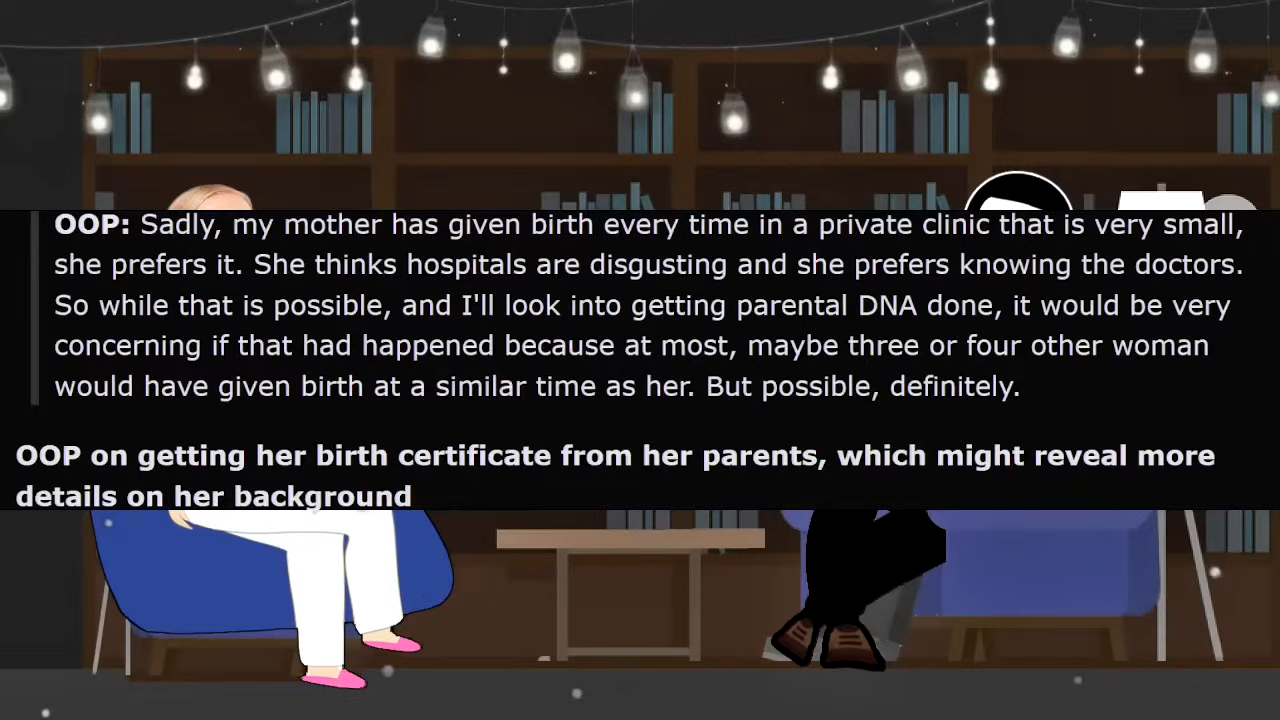 OOP: Sadly, my mother has given birth every time in a private clinic that is very small,
she prefers it. She thinks hospitals are disgusting and she prefers knowing the doctors.
So while that is possible, and I'll look into getting parental DNA done, it would be very
concerning if that had happened because at most, maybe three or four other woman
would have given birth at a similar time as her. But possible, definitely.
OOP on getting her birth certificate from her parents, which might reveal more
details on her background